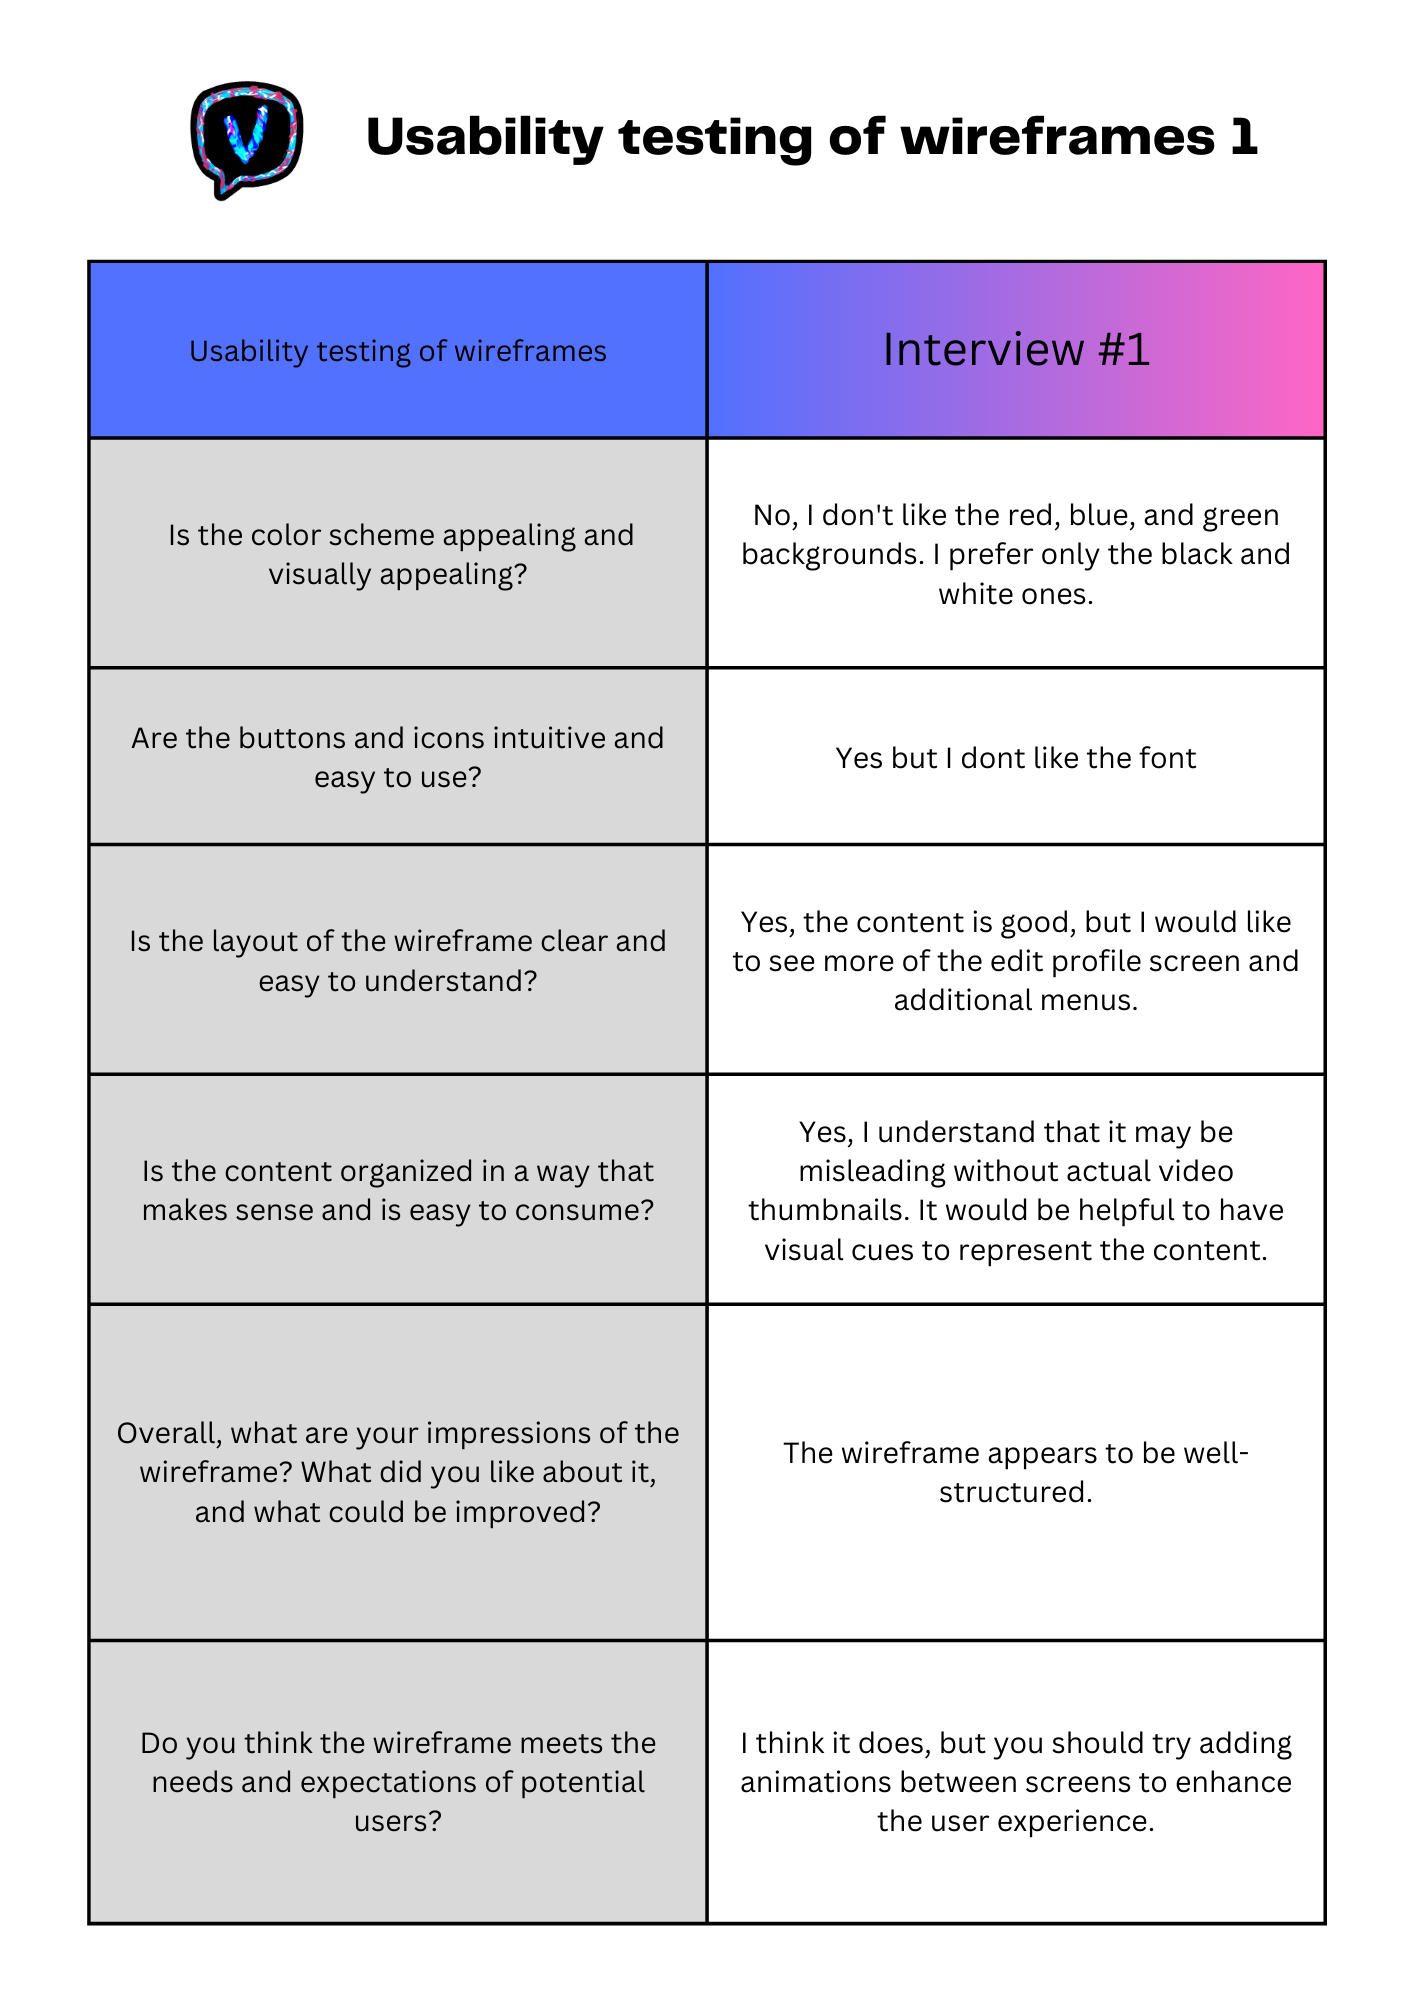 V
Usability testing of wireframes 1
Usability testing of wireframes
Interview #1
Is the color scheme appealing and
visually appealing?
No, I don't like the red, blue, and green
backgrounds. I prefer only the black and
white ones.
Are the buttons and icons intuitive and
easy to use?
Yes but I dont like the font
Is the layout of the wireframe clear and
easy to understand?
Yes, the content is good, but I would like
to see more of the edit profile screen and
additional menus.
Is the content organized in a way that
makes sense and is easy to consume?
Yes, I understand that it may be
misleading without actual video
thumbnails. It would be helpful to have
visual cues to represent the content.
Overall, what are your impressions of the
wireframe? What did you like about it,
and what could be improved?
The wireframe appears to be well-
structured.
Do you think the wireframe meets the
needs and expectations of potential
users?
I think it does, but you should try adding
animations between screens to enhance
the user experience.